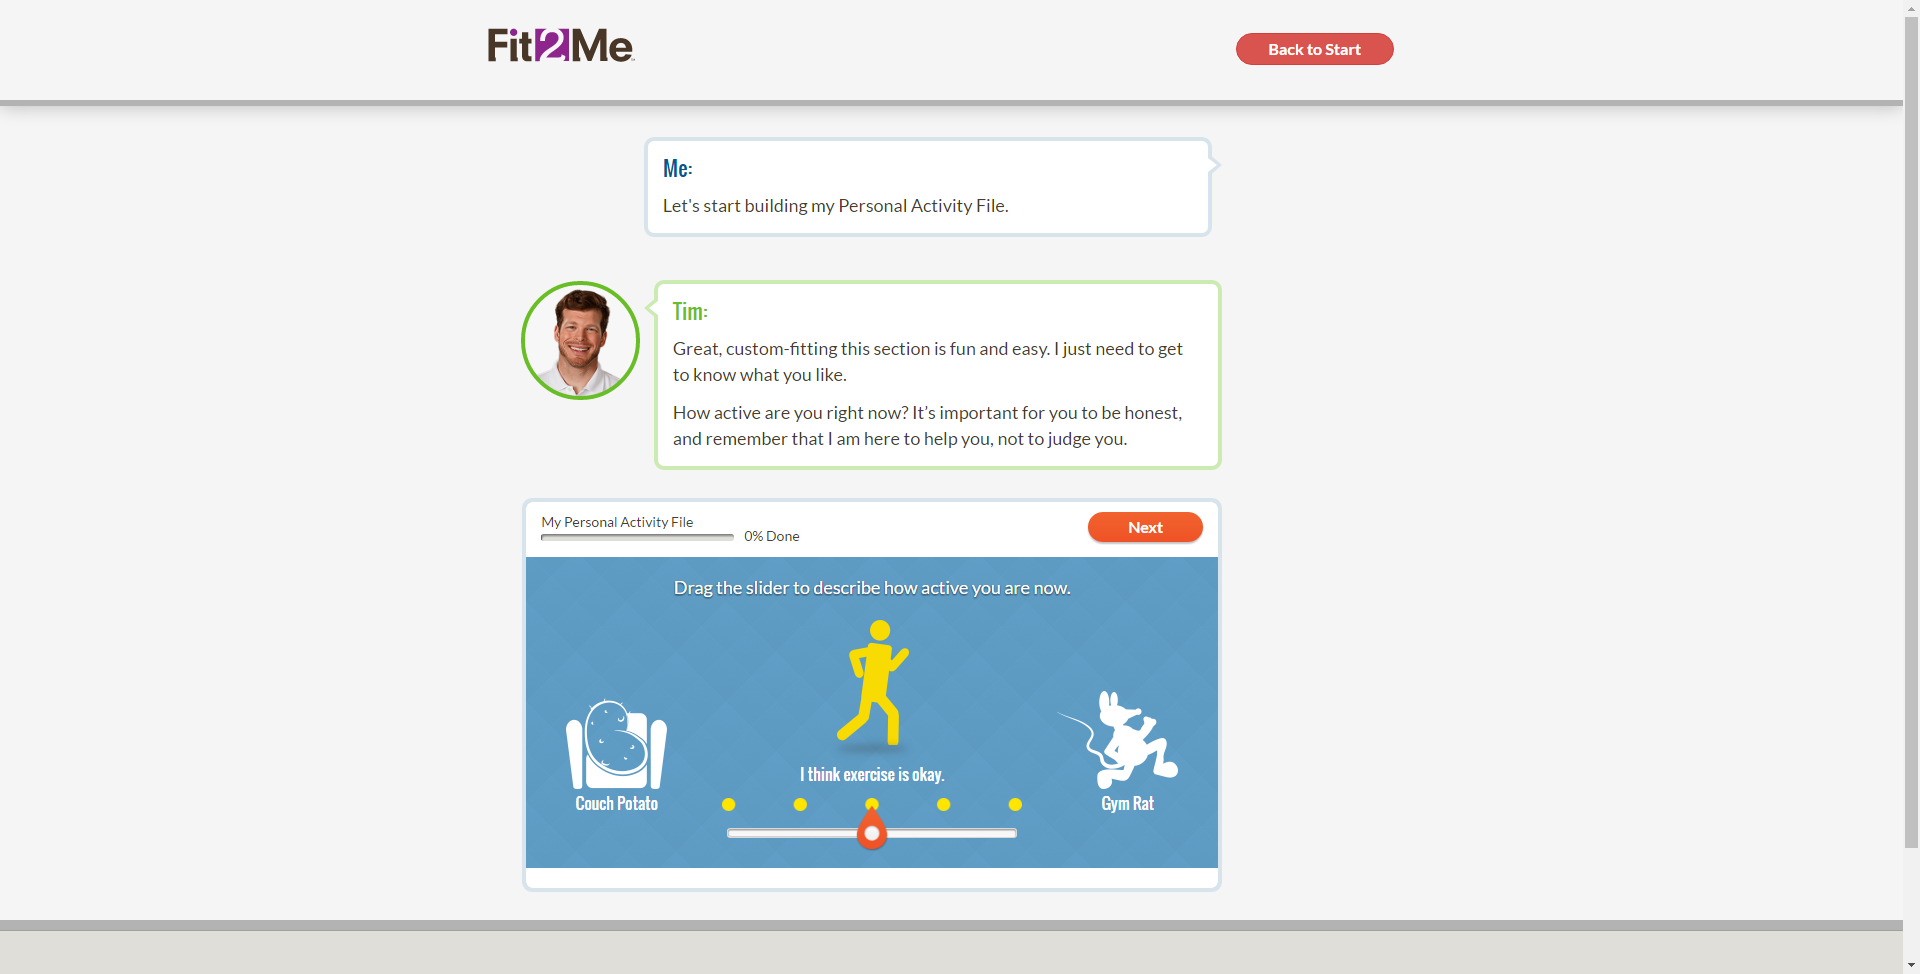 Fit2Me
Back to Start
Me:
Let's start building my Personal Activity File.
Tim:
Great, custom-fitting this section is fun and easy. I just need to get
to know what you like.
How active are you right now? It’s important for you to be honest,
and remember that I am here to help you, not to judge you.
My Personal Activity File
0% Done
Next
Drag the slider to describe how active you are now.
I think exercise is okay.
Couch Potato
Gym Rat